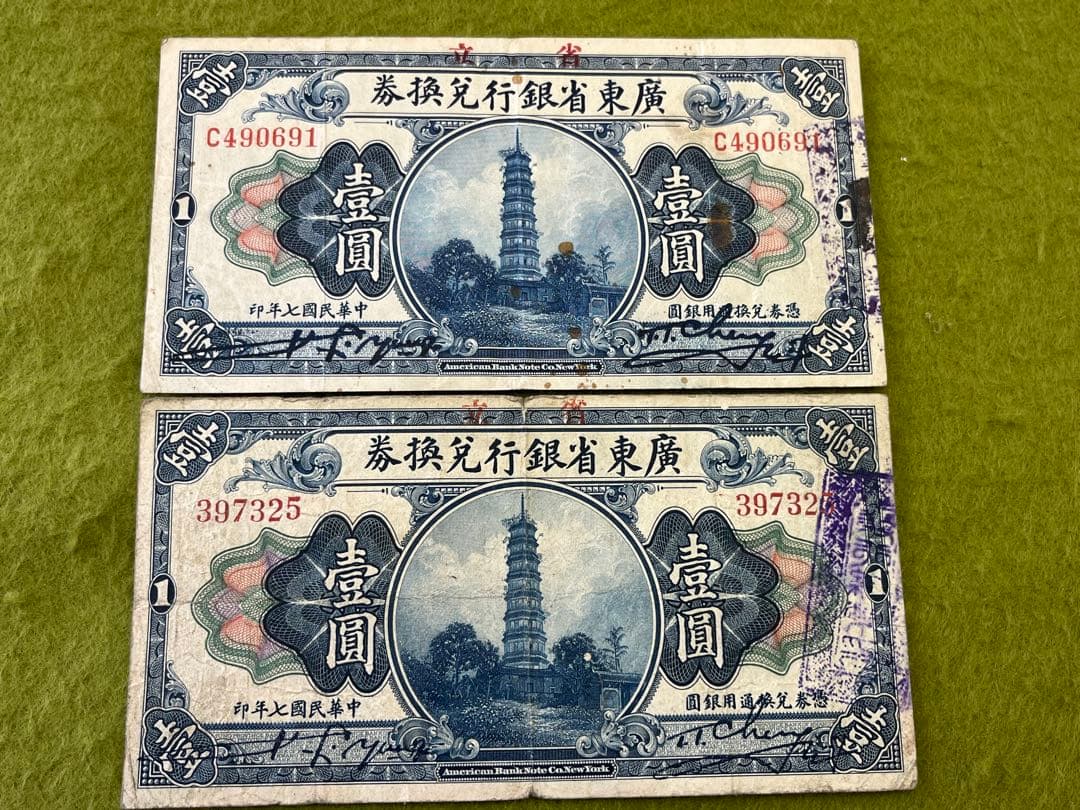 省立
壹 壹
廣東省銀行兌換券
C490691 C490691
壹圓 壹圓
1 1
憑券兌換通用銀圓 中華民國七年印
壹 壹
American Bank Note Co. New York
省立
壹 壹
廣東省銀行兌換券
397325 397325
壹圓 壹圓
1 1
憑券兌換通用銀圓 中華民國七年印
壹 壹
American Bank Note Co. New York